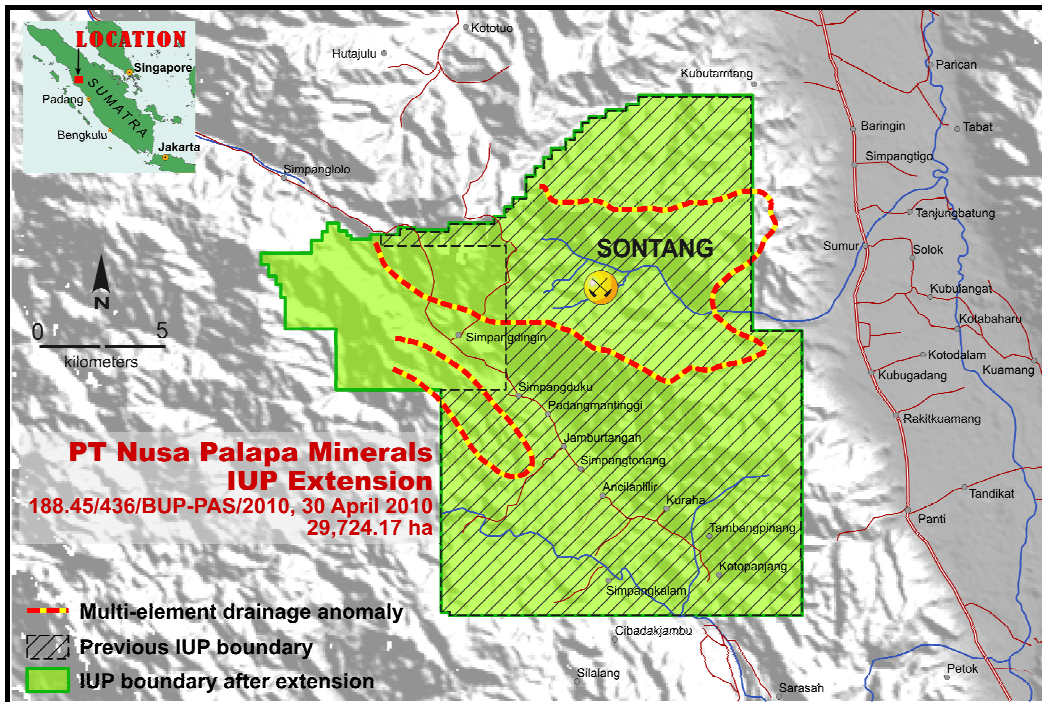 LOCATION
Singapore
SUMATRA
Padang
Bengkulu
Jakarta
Kototuo
Hutajulu
Kubutamtang
Parican
Baringin
Tabat
Simpangtigo
Simpanglolo
Tanjungbatung
SONTANG
Sumur
Solok
N
Kubulangat
0 5
kilometers
Kotabaharu
Simpangdingin
Kotodalam
Kuamang
Kubugadang
Simpangduku
Padangmantinggi
Rakitkuamang
Jamburtangah
PT Nusa Palapa Minerals
IUP Extension
188.45/436/BUP-PAS/2010, 30 April 2010
29,724.17 ha
Simpangtonang
Ancilanlilir
Kuraha
Tandikat
Panti
Tambangpinang
Kotopanjang
Simpangkalam
Multi-element drainage anomaly
Previous IUP boundary
IUP boundary after extension
Cibadakjambu
Silalang
Sarasah
Petok